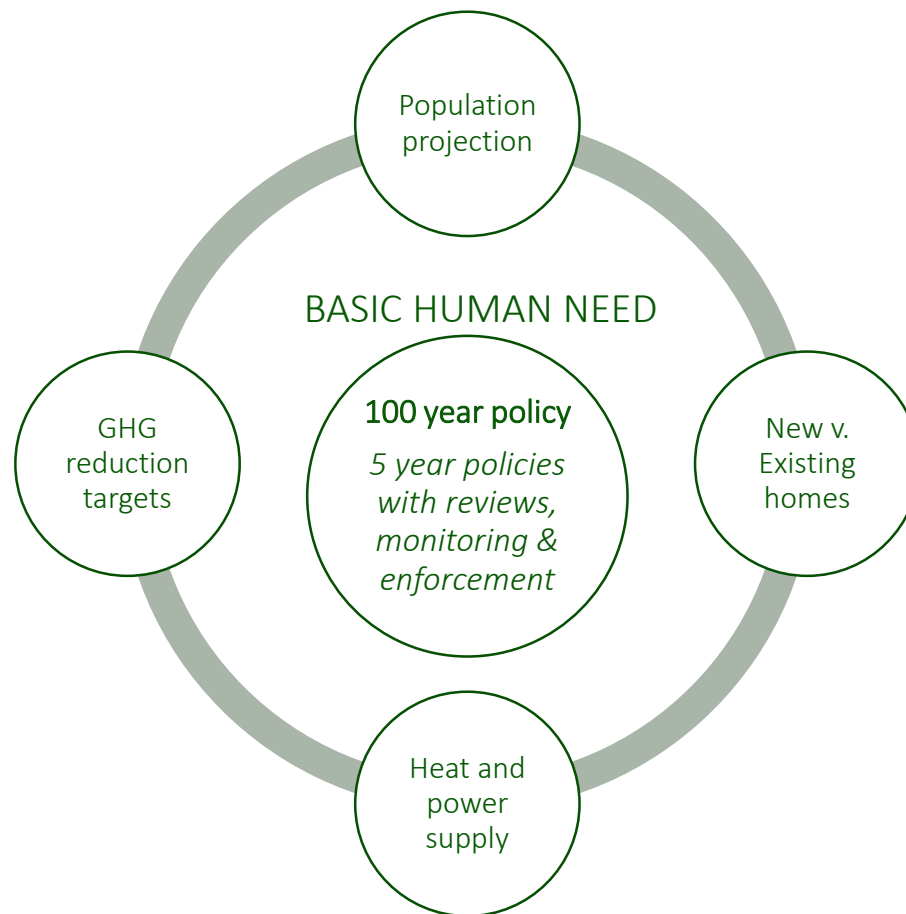 Population
projection
BASIC HUMAN NEED
100 year policy
5 year policies
with reviews,
monitoring &
enforcement
GHG
reduction
targets
New v.
Existing
homes
Heat and
power
supply